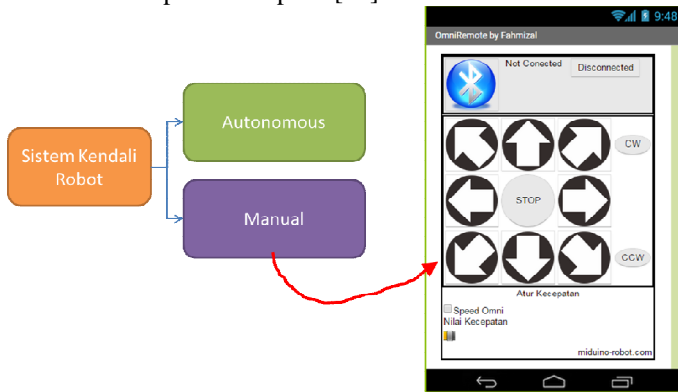 9:48
OmniRemote by Fahmizal
Not Conected
Disconnected
Autonomous
Sistem Kendali
Robot
Manual
CW
STOP
CCW
Atur Kecepatan
Speed Omni
Nilai Kecepatan
miduino-robot.com